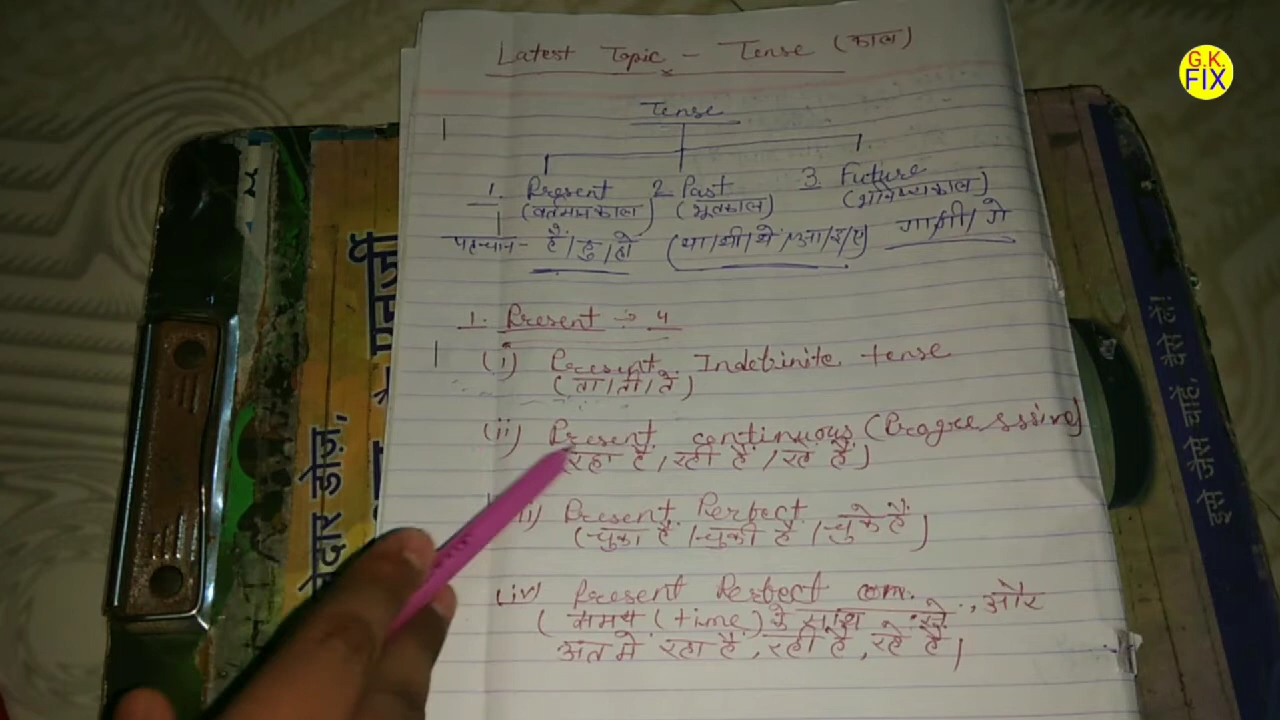 Latest Topic - Tense (काल)
G.K.
FIX
Tense
1. Present 2 Past 3 Future
(वर्तमानकाल) (भूतकाल) (भविष्यकाल)
पहचान - है/हु/हो (था/थी/थे/आ/इ/ए) गा/गी/गे
1. Present ÷ 4
(i) Present Indefinite tense
(ता/ती/ते)
(ii) Present continuous (Progressive)
रहा है/रही है/रहे है)
Present Perfect
(चुका है/चुकी है/चुके है)
(iv) Present Perfect con.
(समय (time) के साथ से, और
अंत में रहा है, रही है, रहे है।
इसे जैसे चाहें, वैसे लें!